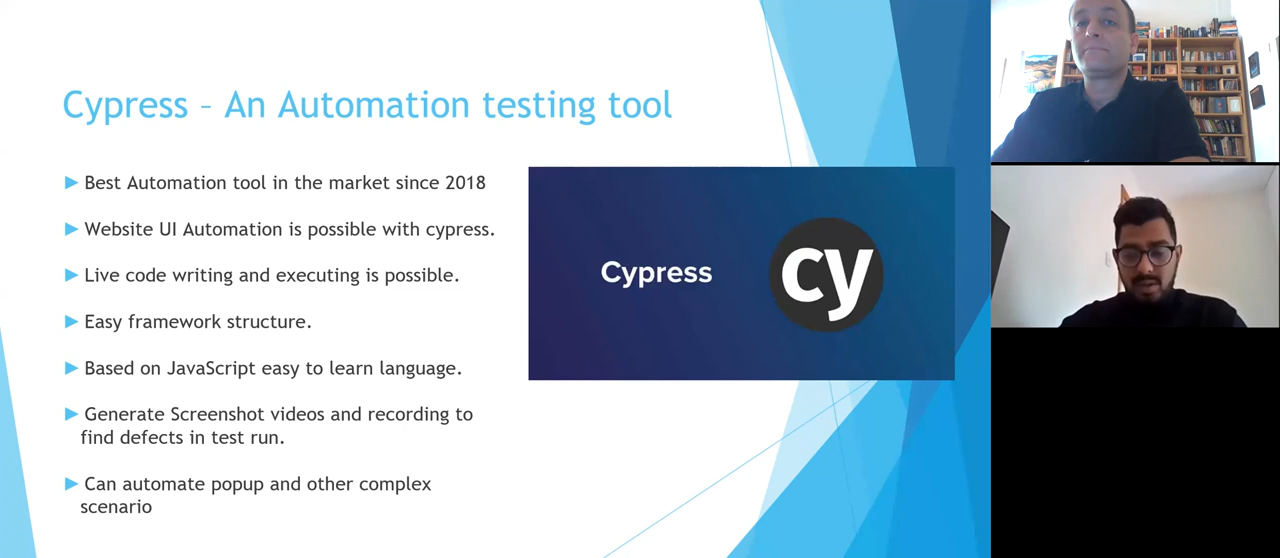 Cypress – An Automation testing tool
Best Automation tool in the market since 2018
Website UI Automation is possible with cypress.
Live code writing and executing is possible.
Easy framework structure.
Based on JavaScript easy to learn language.
Generate Screenshot videos and recording to
find defects in test run.
Can automate popup and other complex
scenario
Cypress
cy